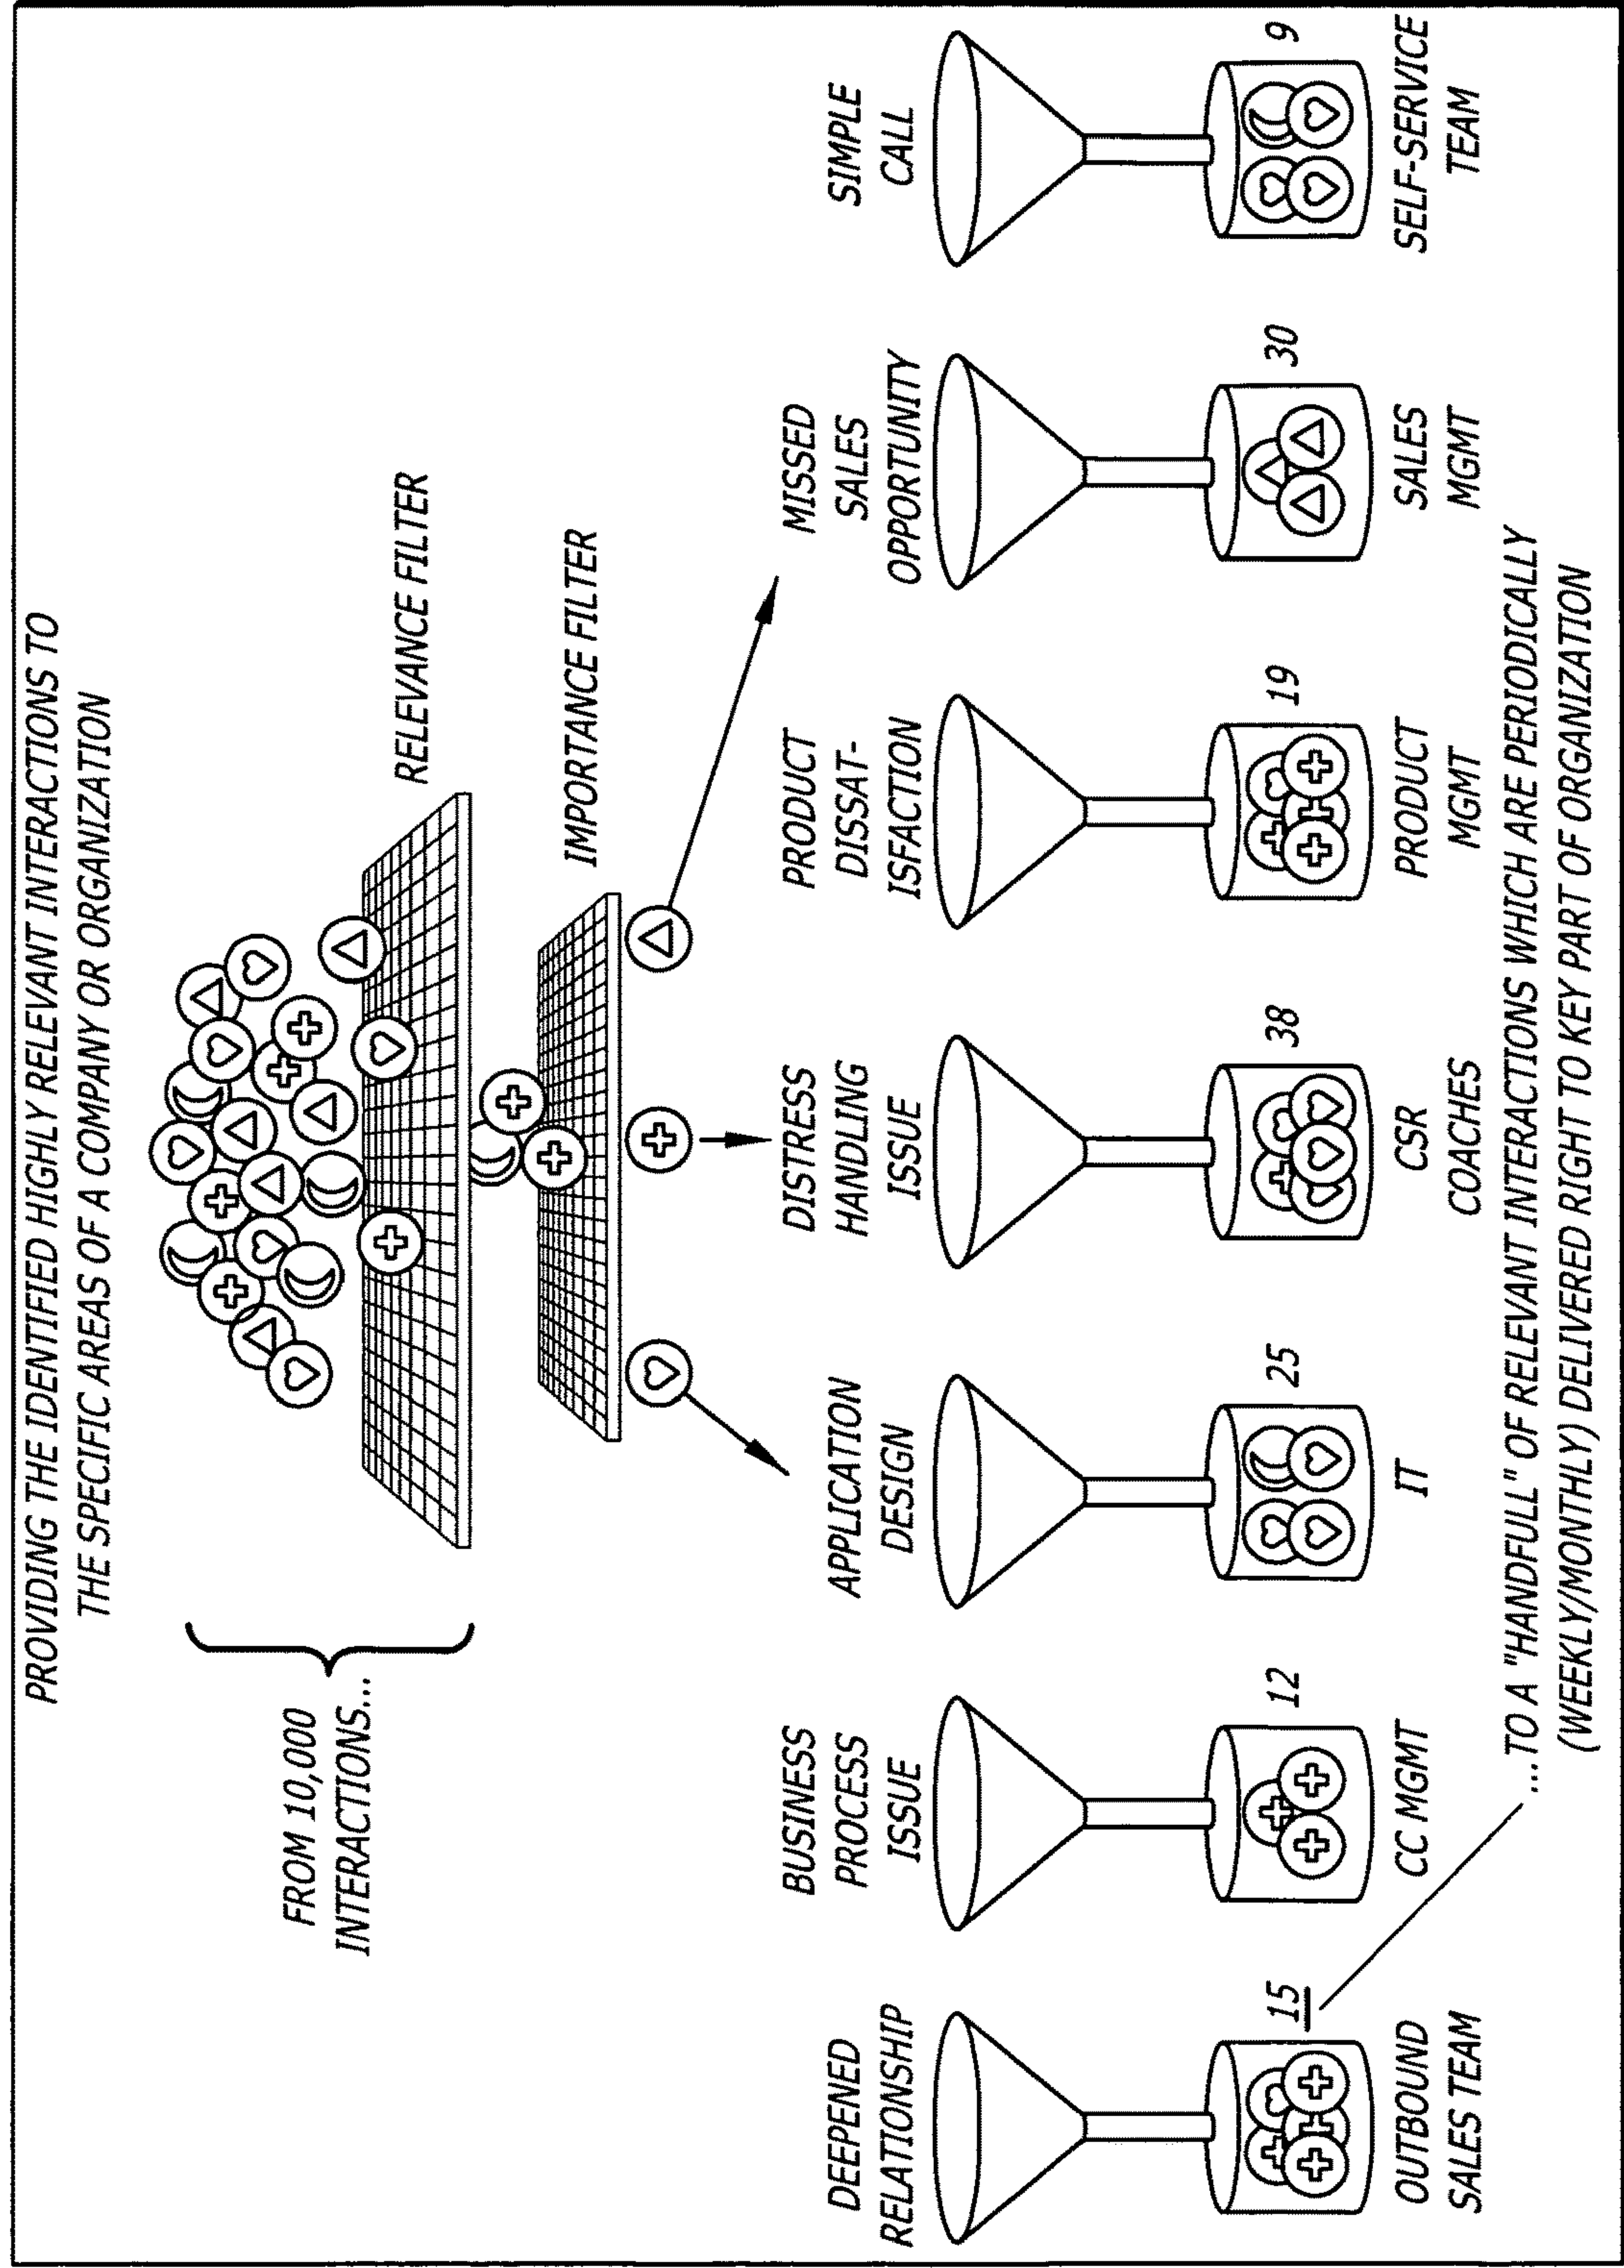 PROVIDING THE IDENTIFIED HIGHLY RELEVANT INTERACTIONS TO
THE SPECIFIC AREAS OF A COMPANY OR ORGANIZATION
FROM 10,000
INTERACTIONS...
RELEVANCE FILTER
IMPORTANCE FILTER
DEEPENED
RELATIONSHIP
BUSINESS
PROCESS
ISSUE
APPLICATION
DESIGN
DISTRESS
HANDLING
ISSUE
PRODUCT
DISSAT-
ISFACTION
MISSED
SALES
OPPORTUNITY
SIMPLE
CALL
15
12
25
38
19
30
9
OUTBOUND
SALES TEAM
CC MGMT
IT
CSR
COACHES
PRODUCT
MGMT
SALES
MGMT
SELF-SERVICE
TEAM
...TO A "HANDFULL" OF RELEVANT INTERACTIONS WHICH ARE PERIODICALLY
(WEEKLY/MONTHLY) DELIVERED RIGHT TO KEY PART OF ORGANIZATION